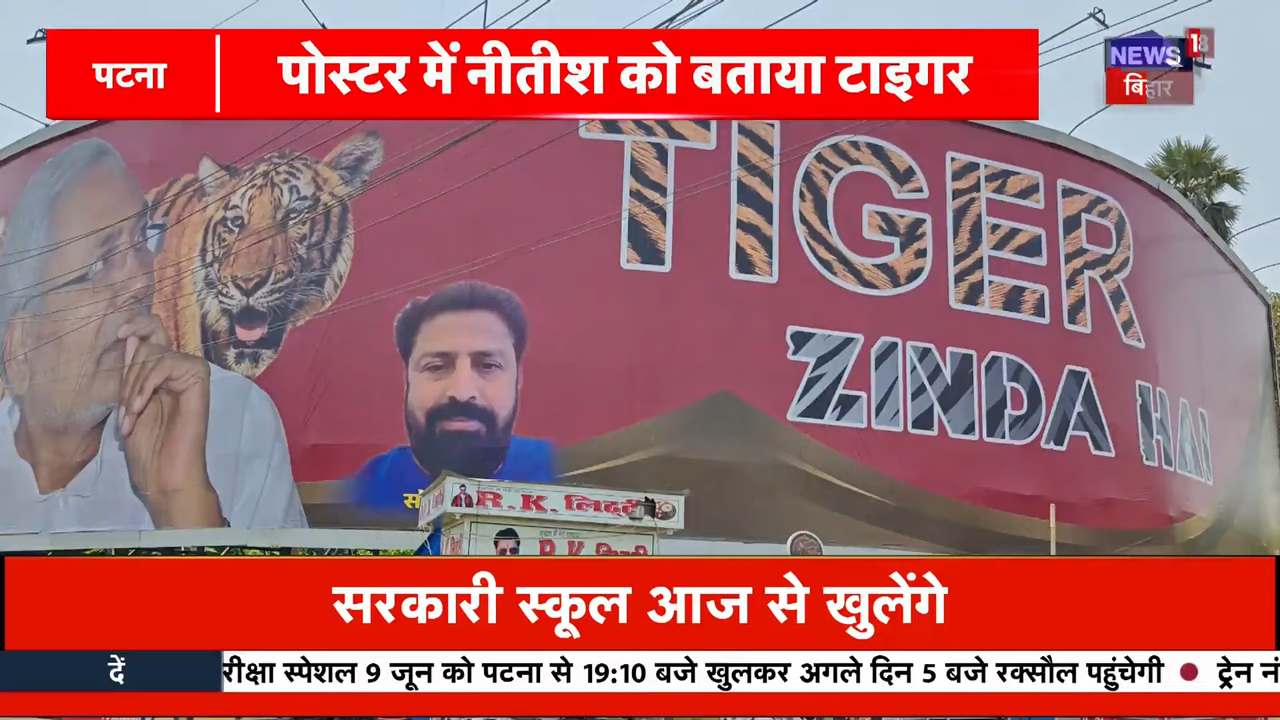 पटना
पोस्टर में नीतीश को बताया टाइगर
NEWS 18
बिहार
TIGER
ZINDA HAI
R.K. लिट्टी
R.K.
सरकारी स्कूल आज से खुलेंगे
दें
रीक्षा स्पेशल 9 जून को पटना से 19:10 बजे खुलकर अगले दिन 5 बजे रक्सौल पहुंचेगी ● ट्रेन नं